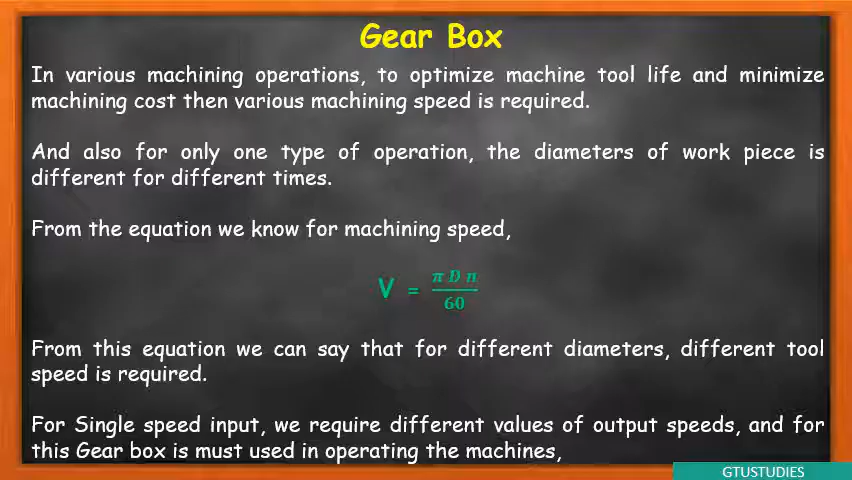 Gear Box
In various machining operations, to optimize machine tool life and minimize
machining cost then various machining speed is required.
And also for only one type of operation, the diameters of work piece is
different for different times.
From the equation we know for machining speed,
V = π D n / 60
From this equation we can say that for different diameters, different tool
speed is required.
For Single speed input, we require different values of output speeds, and for
this Gear box is must used in operating the machines,
GTUSTUDIES